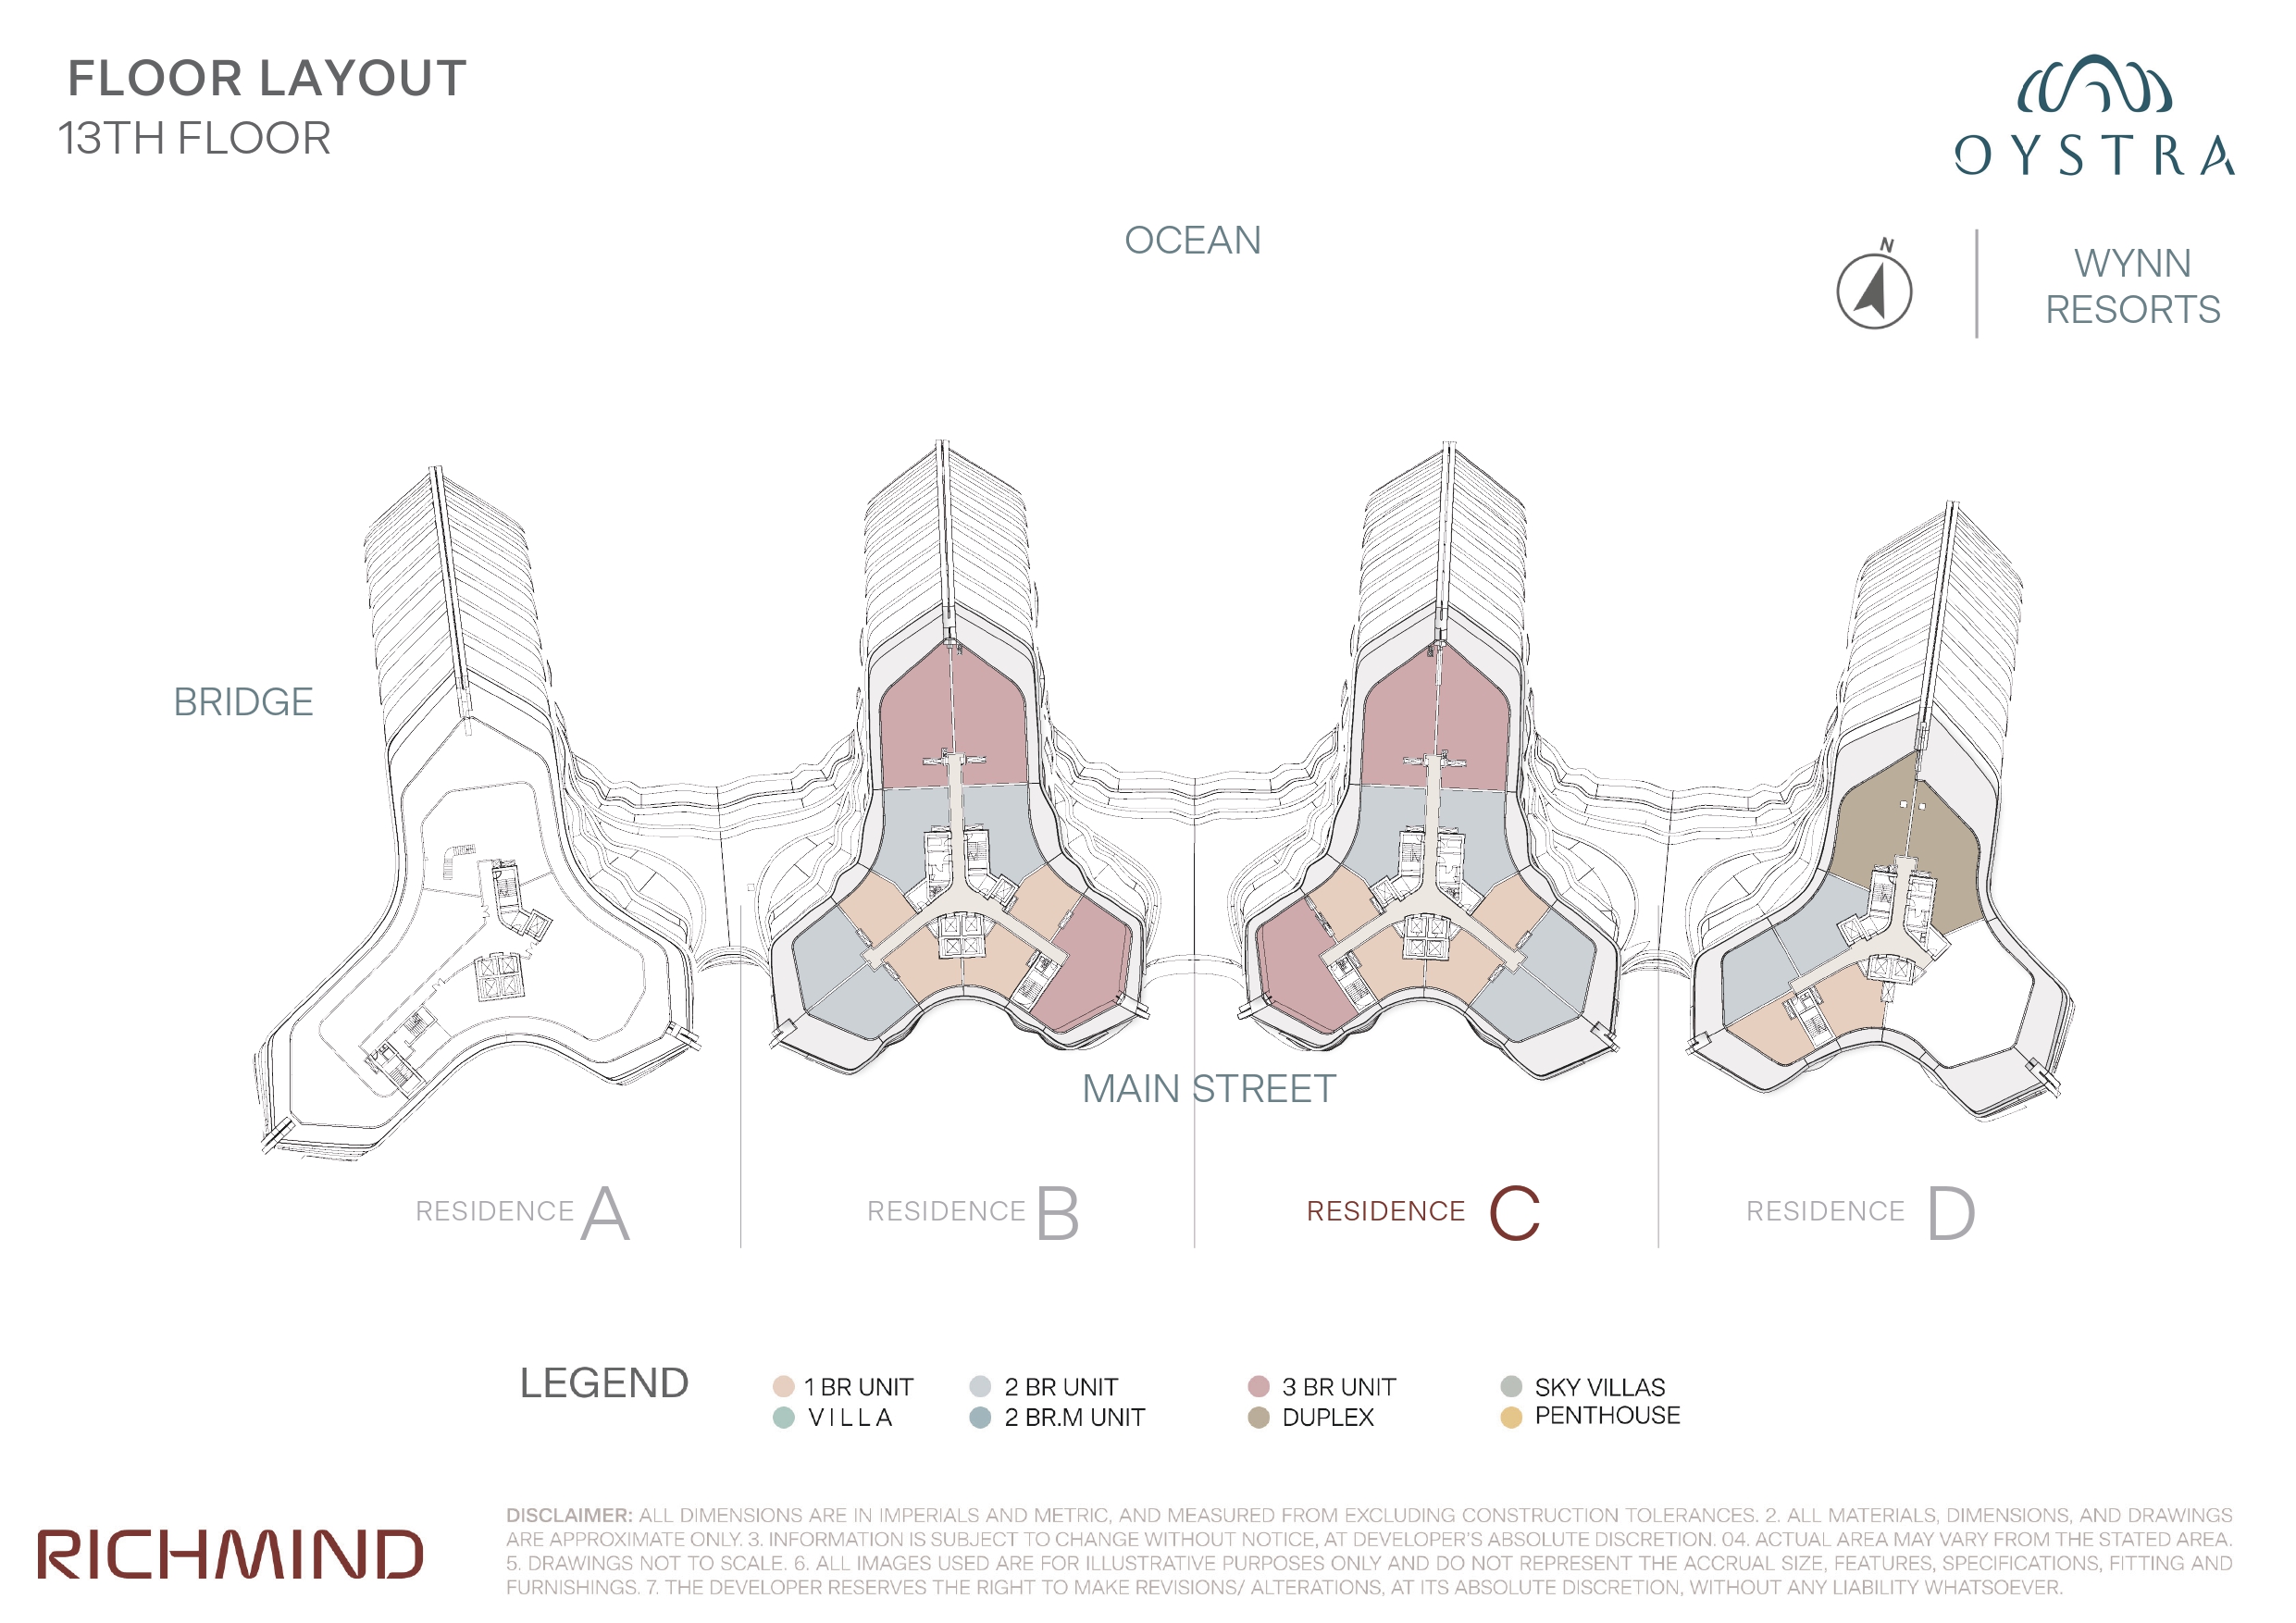 FLOOR LAYOUT
13TH FLOOR
OYSTRA
OCEAN
N
WYNN
RESORTS
BRIDGE
MAIN STREET
RESIDENCE A
RESIDENCE B
RESIDENCE C
RESIDENCE D
LEGEND
1 BR UNIT
2 BR UNIT
3 BR UNIT
SKY VILLAS
VILLA
2 BR.M UNIT
DUPLEX
PENTHOUSE
RICHMIND
DISCLAIMER: ALL DIMENSIONS ARE IN IMPERIALS AND METRIC, AND MEASURED FROM EXCLUDING CONSTRUCTION TOLERANCES. 2. ALL MATERIALS, DIMENSIONS, AND DRAWINGS
ARE APPROXIMATE ONLY. 3. INFORMATION IS SUBJECT TO CHANGE WITHOUT NOTICE, AT DEVELOPER'S ABSOLUTE DISCRETION. 04. ACTUAL AREA MAY VARY FROM THE STATED AREA.
5. DRAWINGS NOT TO SCALE. 6. ALL IMAGES USED ARE FOR ILLUSTRATIVE PURPOSES ONLY AND DO NOT REPRESENT THE ACCRUAL SIZE, FEATURES, SPECIFICATIONS, FITTING AND
FURNISHINGS. 7. THE DEVELOPER RESERVES THE RIGHT TO MAKE REVISIONS/ ALTERATIONS, AT ITS ABSOLUTE DISCRETION, WITHOUT ANY LIABILITY WHATSOEVER.